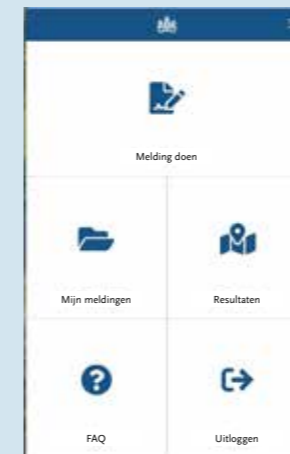 Melding doen
Mijn meldingen
Resultaten
FAQ
Uitloggen